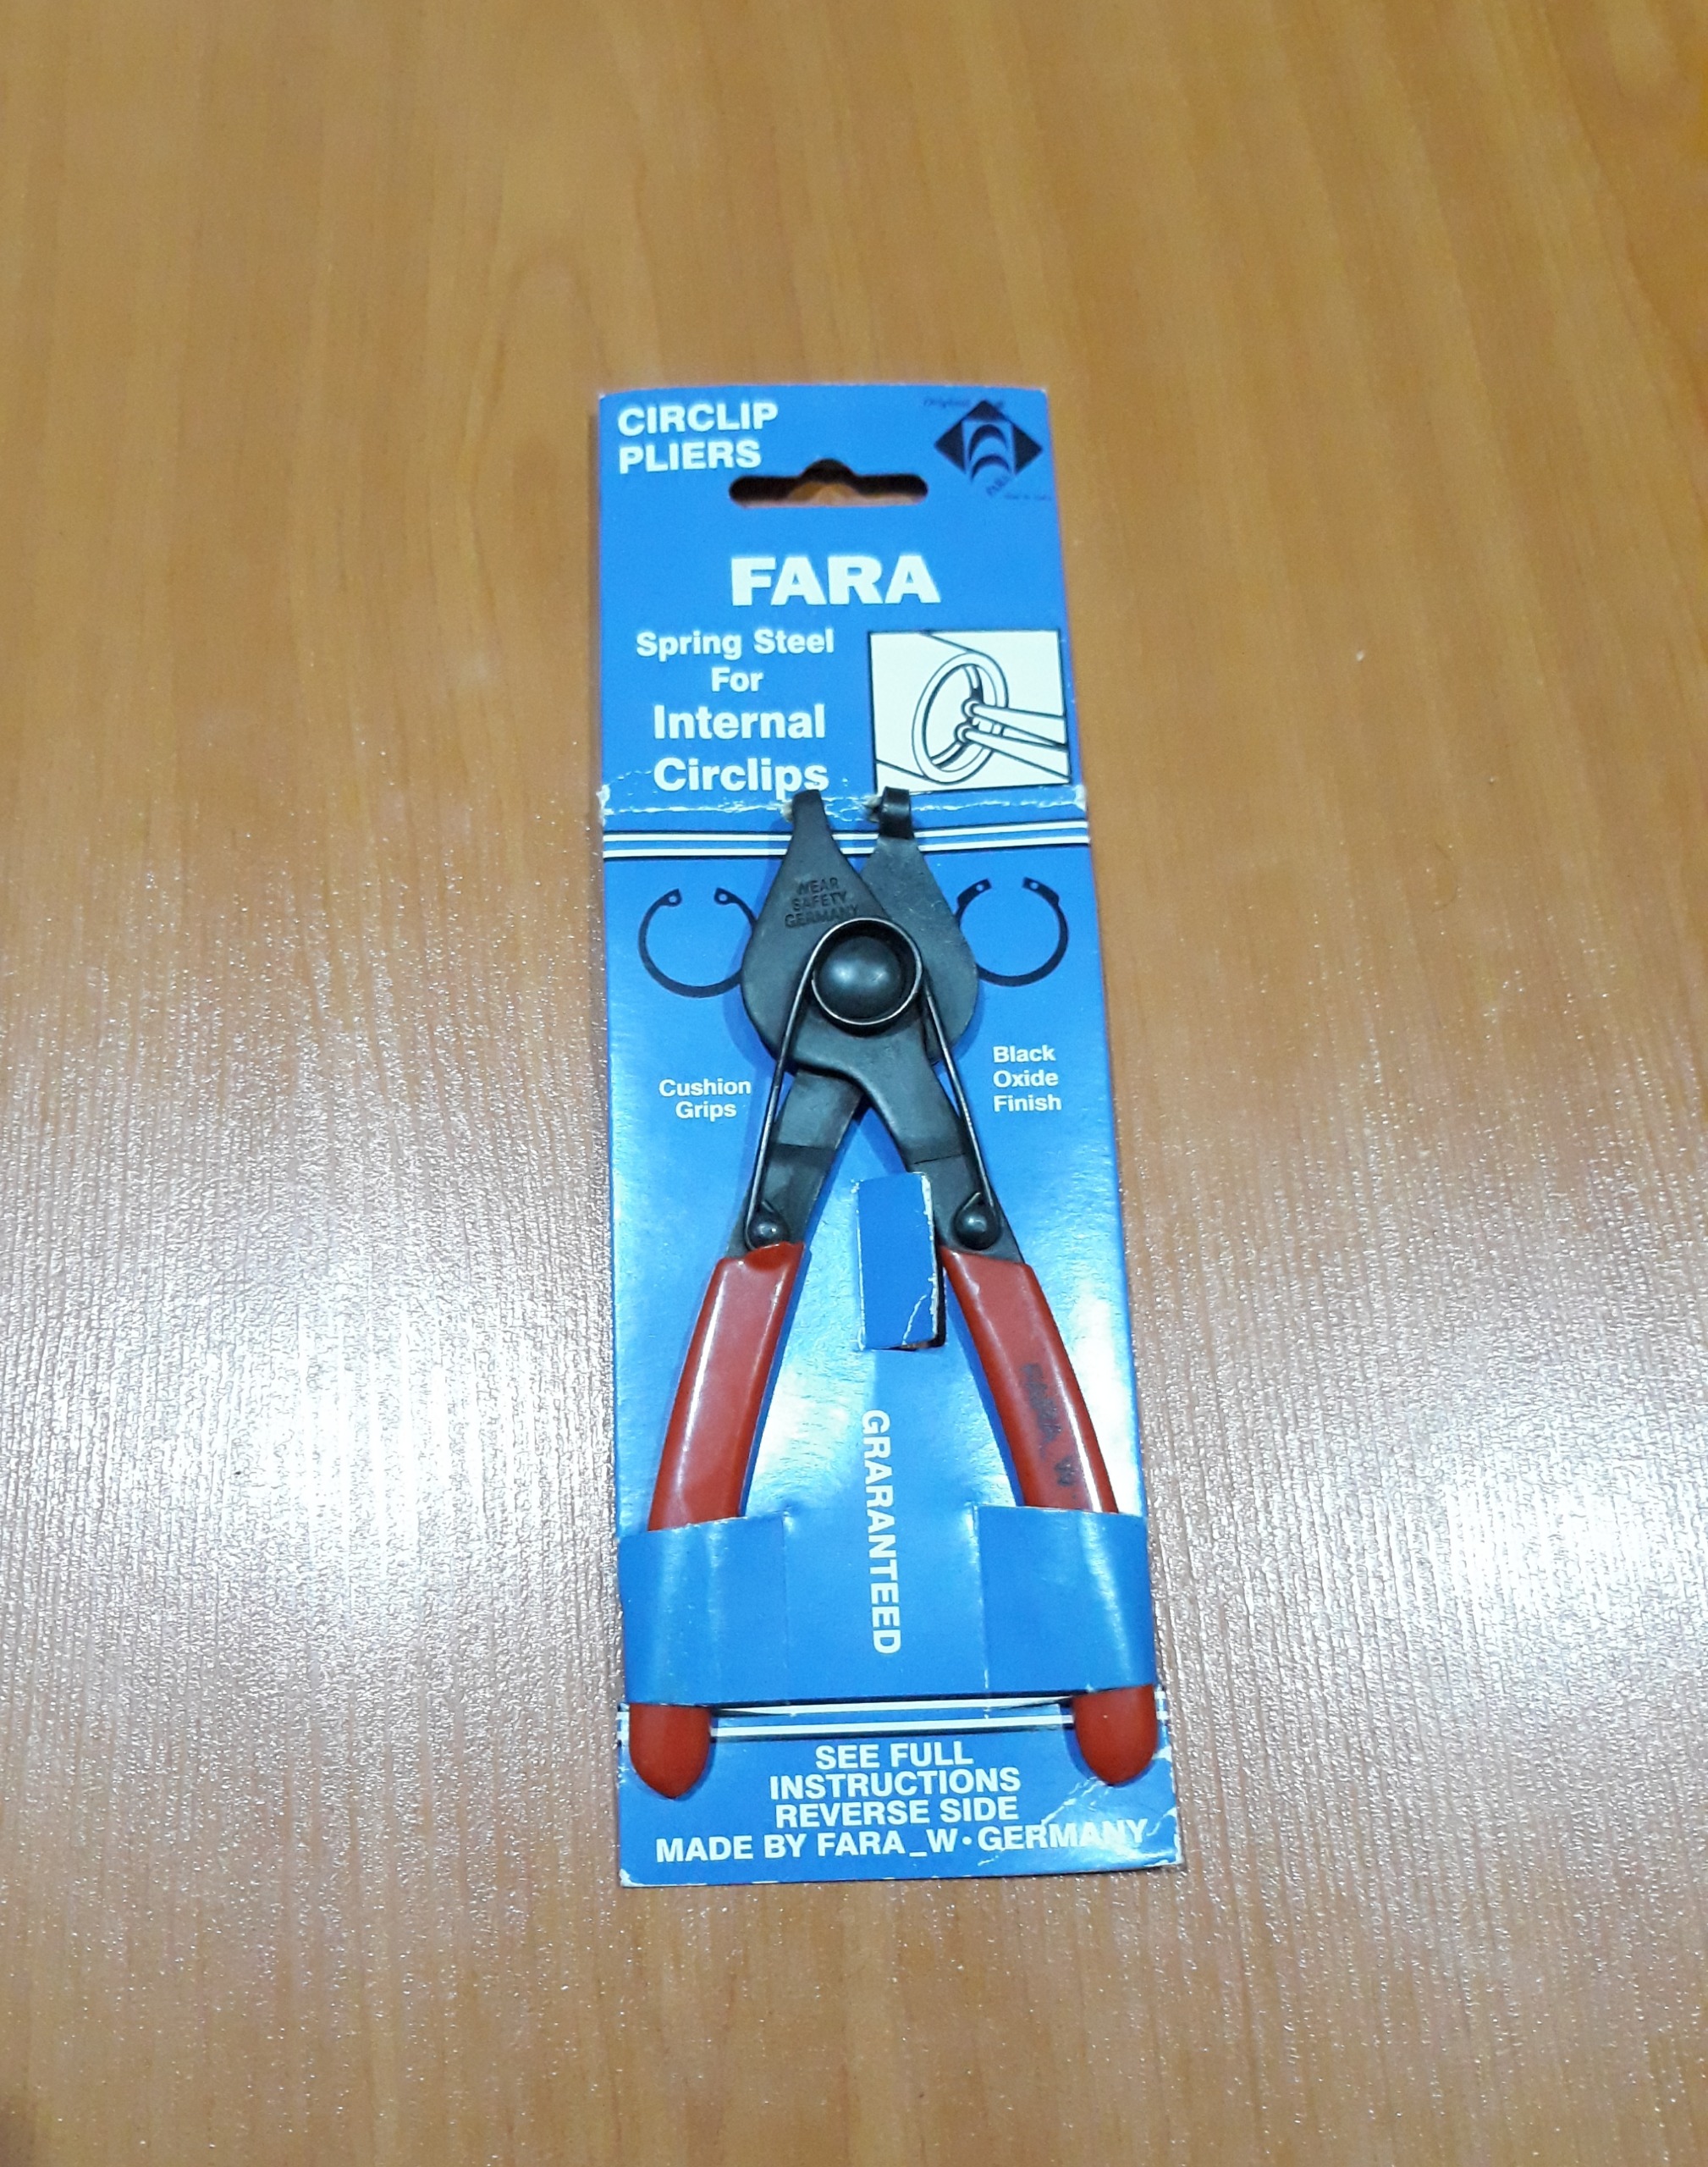 CIRCLIP
PLIERS
FARA
Spring Steel
For
Internal
Circlips
WEAR
SAFETY
GERMANY
Cushion
Grips
Black
Oxide
Finish
FARA_W
GRARANTEED
SEE FULL
INSTRUCTIONS
REVERSE SIDE
MADE BY FARA_W·GERMANY